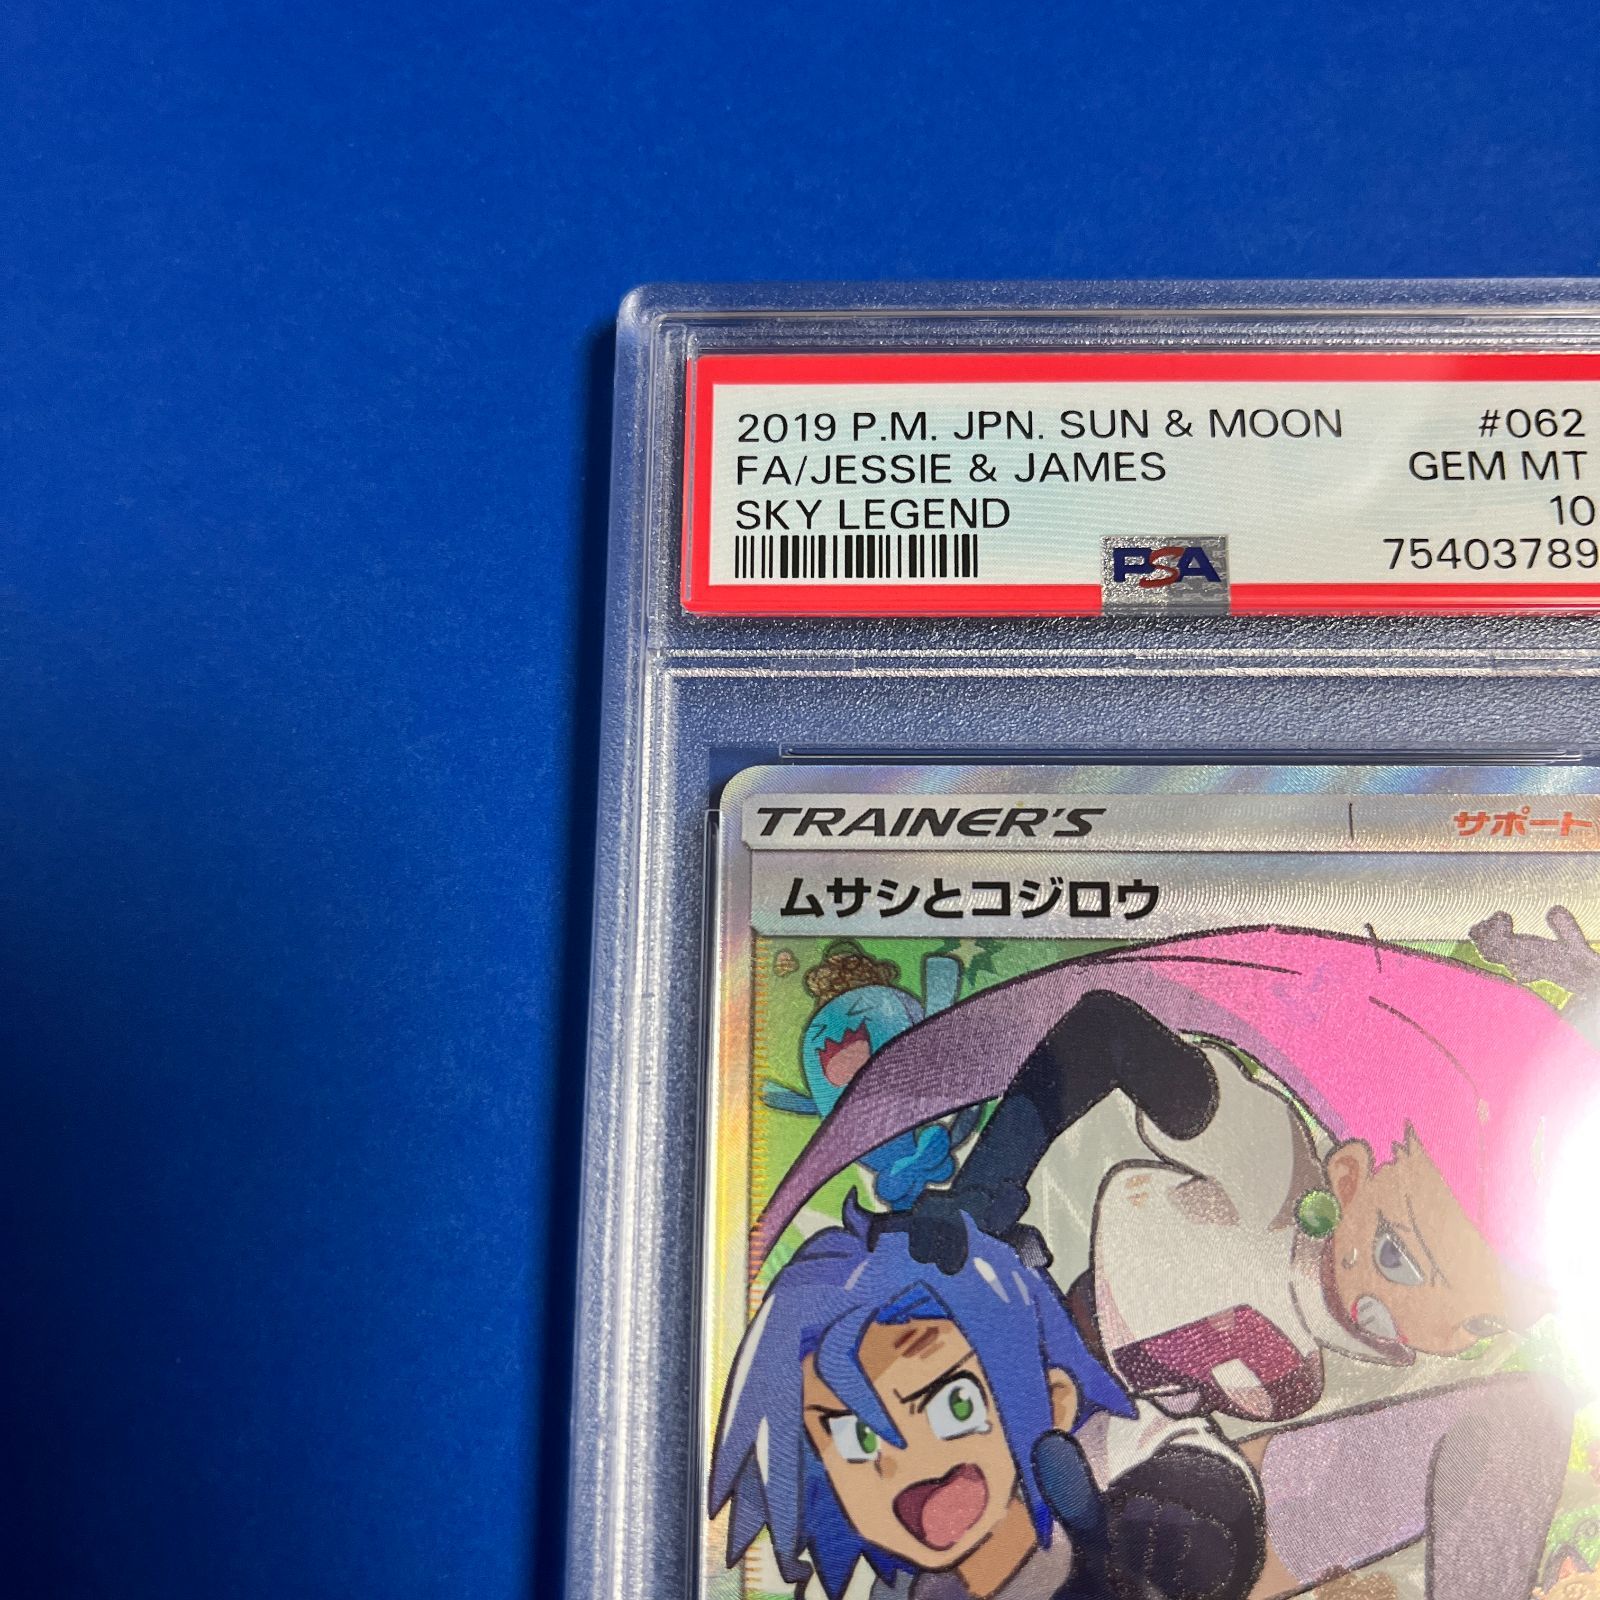 2019 P.M. JPN. SUN & MOON #062
FA/JESSIE & JAMES GEM MT
SKY LEGEND 10
PSA 75403789
TRAINER'S サポート
ムサシとコジロウ